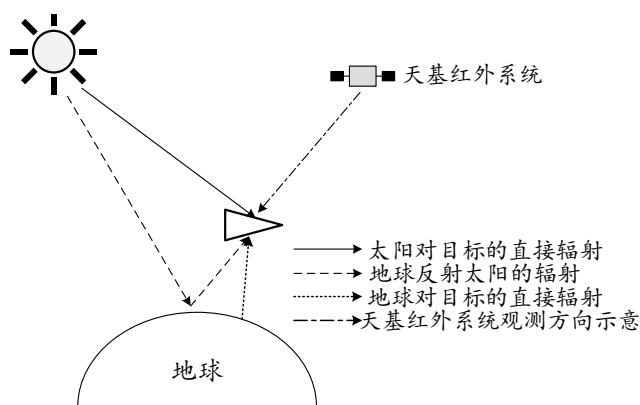 天基红外系统
太阳对目标的直接辐射
地球反射太阳的辐射
地球对目标的直接辐射
天基红外系统观测方向示意
地球